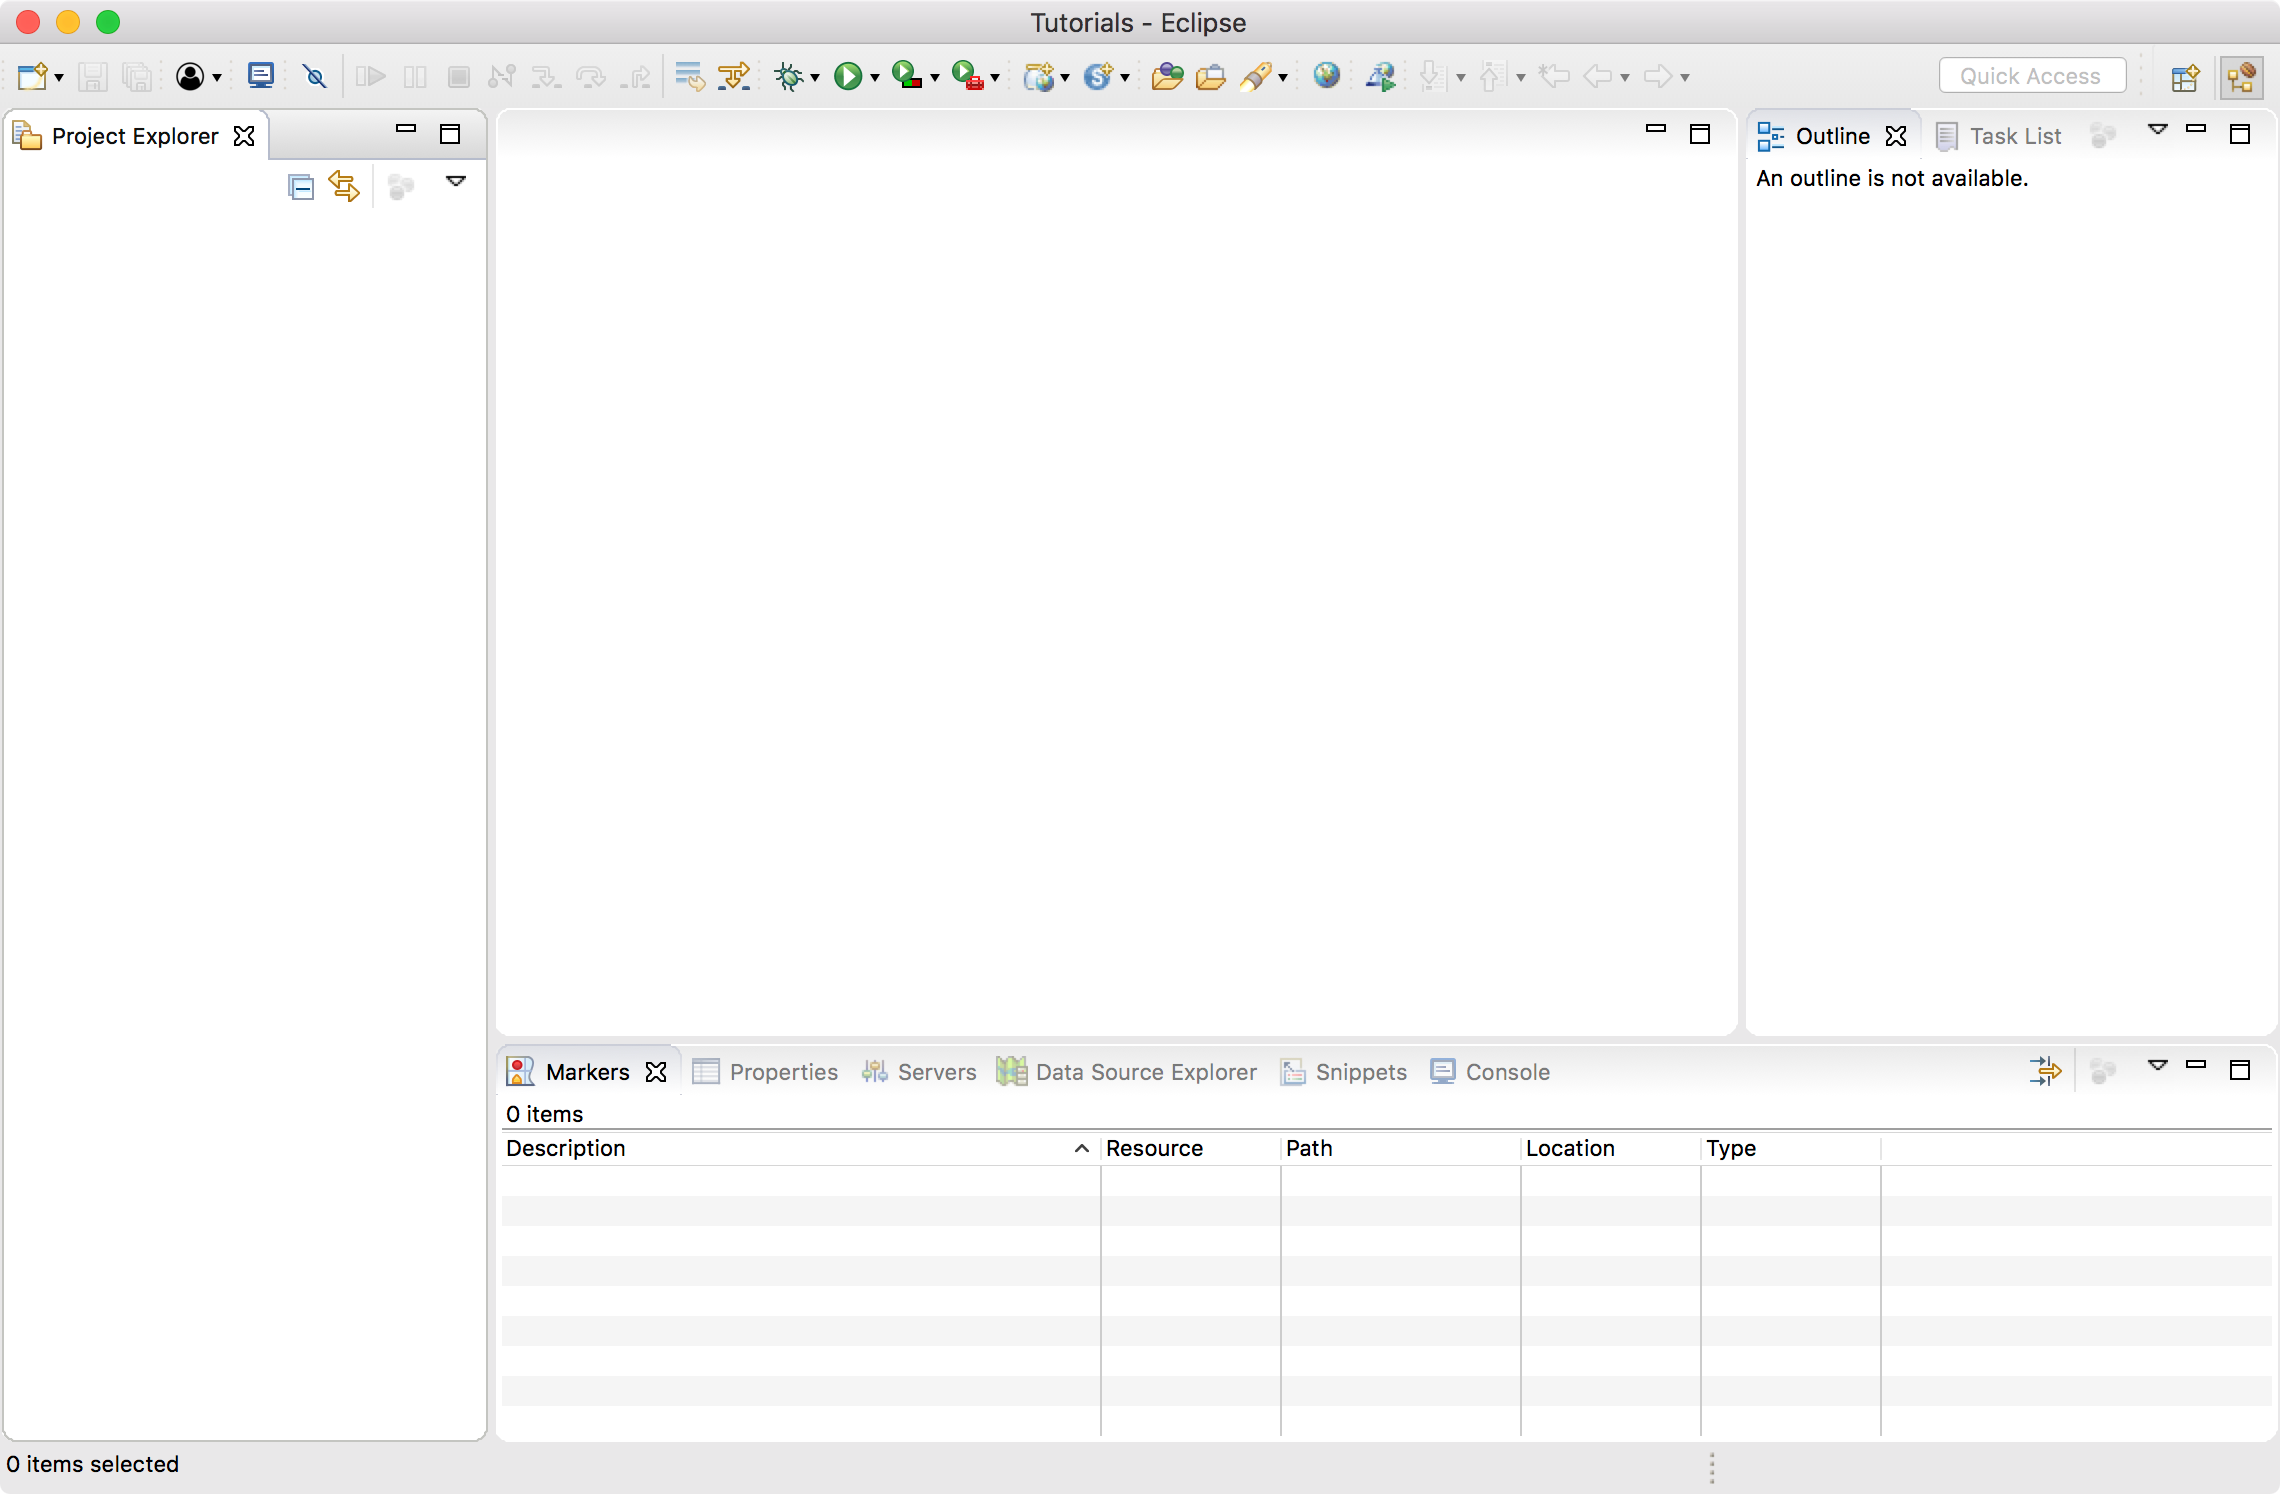 Tutorials - Eclipse
Quick Access
Project Explorer
Outline Task List
An outline is not available.
Markers Properties Servers Data Source Explorer Snippets Console
0 items
Description Resource Path Location Type
0 items selected